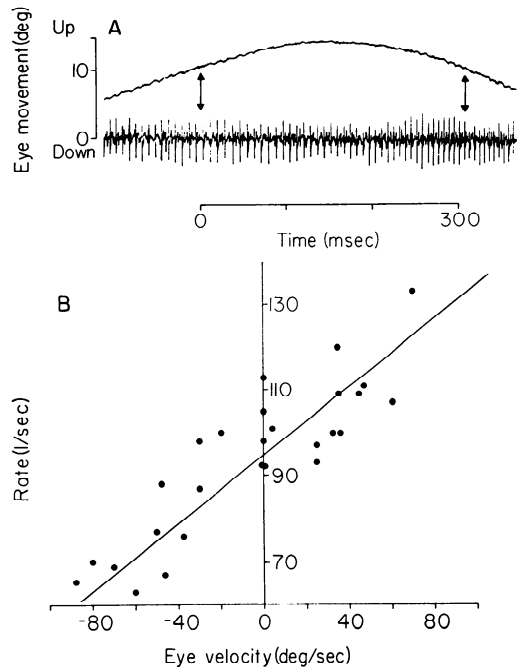 Up A
Eye movement (deg)
10
0
Down
0 300
Time (msec)
B
130
110
90
70
Rate (1/sec)
-80 -40 0 40 80
Eye velocity (deg/sec)